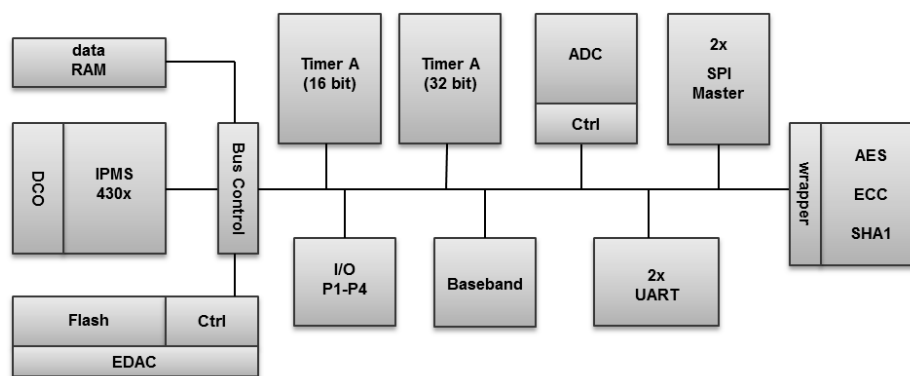 data
RAM
Timer A
(16 bit)
Timer A
(32 bit)
ADC
Ctrl
2x
SPI
Master
DCO
IPMS
430x
Bus Control
wrapper
AES
ECC
SHA1
I/O
P1-P4
Baseband
2x
UART
Flash
Ctrl
EDAC